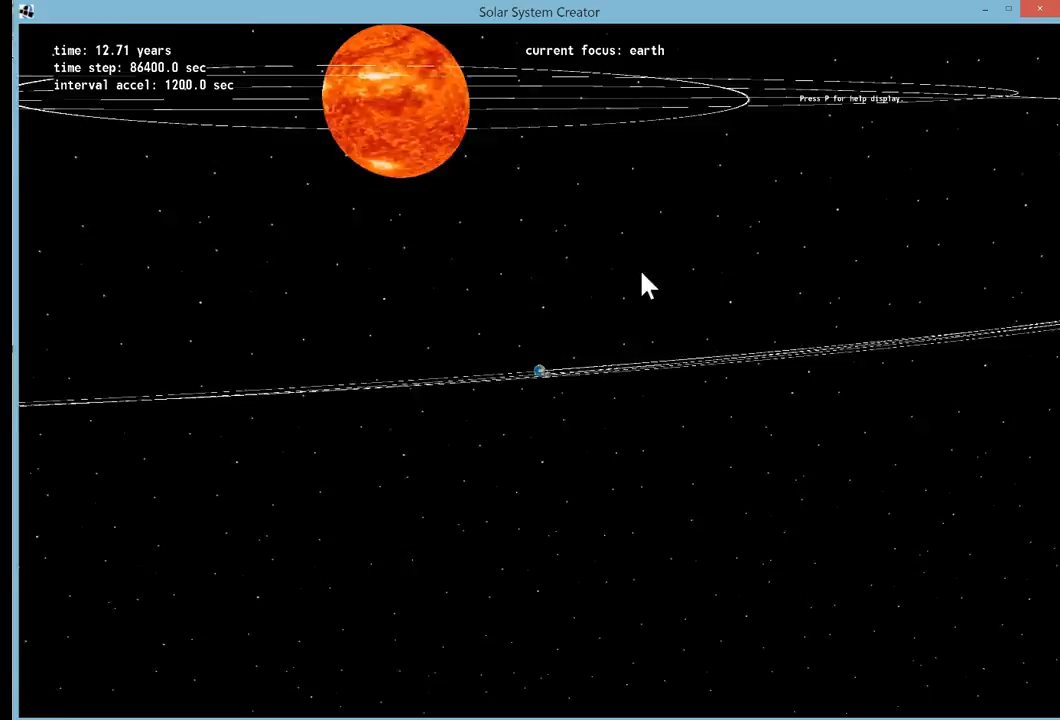 Solar System Creator
time: 12.71 years
time step: 86400.0 sec
interval accel: 1200.0 sec
current focus: earth
Press P for help display.